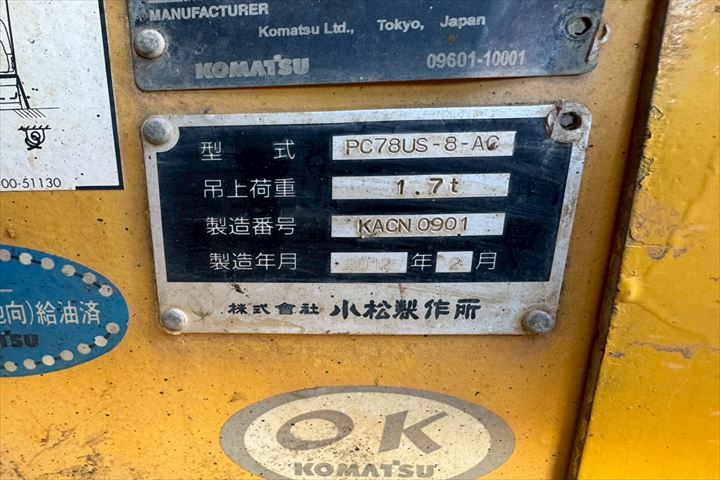 MANUFACTURER
Komatsu Ltd., Tokyo, Japan
KOMATSU 09601-10001
00-51130
型 式 PC78US-8-AC
吊上荷重 1.7t
製造番号 KACN0901
製造年月 2012 年 2 月
株式會社 小松製作所
向)給油済
OK
KOMATSU